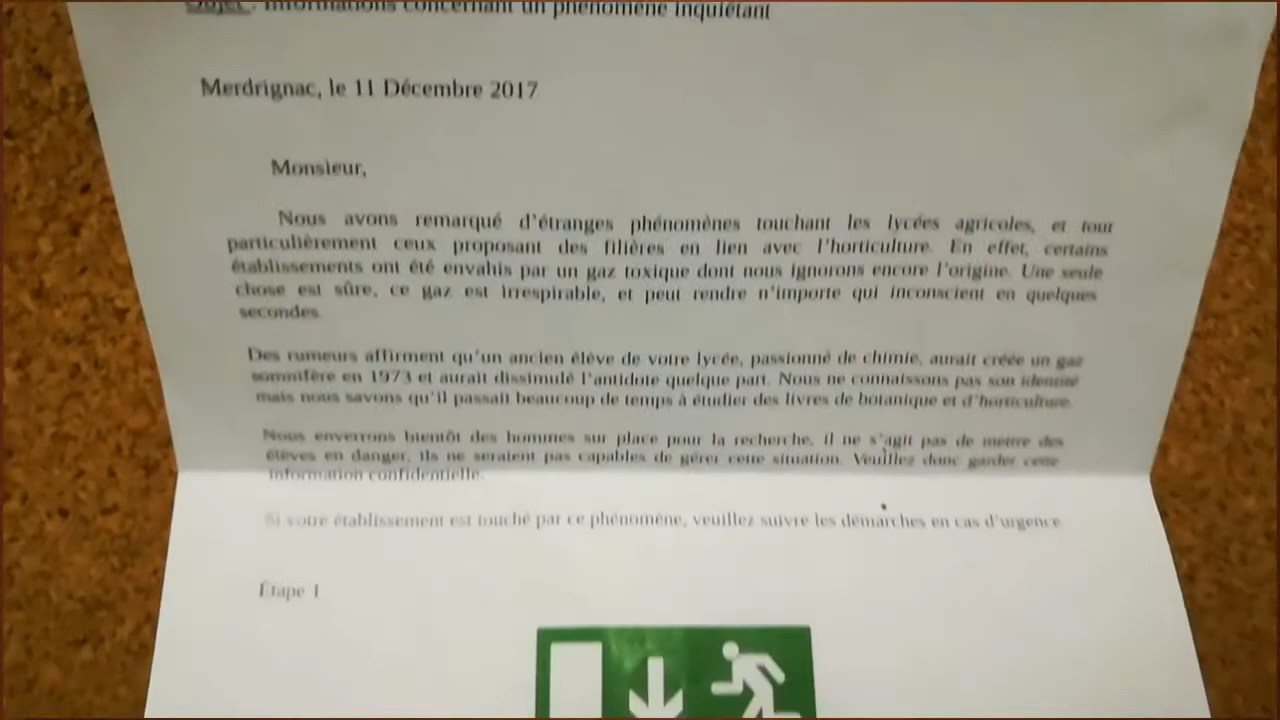 Objet : Informations concernant un phénomène inquiétant
Merdrignac, le 11 Décembre 2017
Monsieur,
Nous avons remarqué d'étranges phénomènes touchant les lycées agricoles, et tout
particulièrement ceux proposant des filières en lien avec l'horticulture. En effet, certains
établissements ont été envahis par un gaz toxique dont nous ignorons encore l'origine. Une seule
chose est sûre, ce gaz est irrespirable, et peut rendre n'importe qui inconscient en quelques
secondes.
Des rumeurs affirment qu'un ancien élève de votre lycée, passionné de chimie, aurait créée un gaz
somnifère en 1973 et aurait dissimulé l'antidote quelque part. Nous ne connaissons pas son identité
mais nous savons qu'il passait beaucoup de temps à étudier des livres de botanique et d'horticulture.
Nous enverrons bientôt des hommes sur place pour la recherche, il ne s'agit pas de mettre des
élèves en danger, ils ne seraient pas capables de gérer cette situation. Veuillez donc garder cette
information confidentielle.
Si votre établissement est touché par ce phénomène, veuillez suivre les démarches en cas d'urgence.
Étape 1